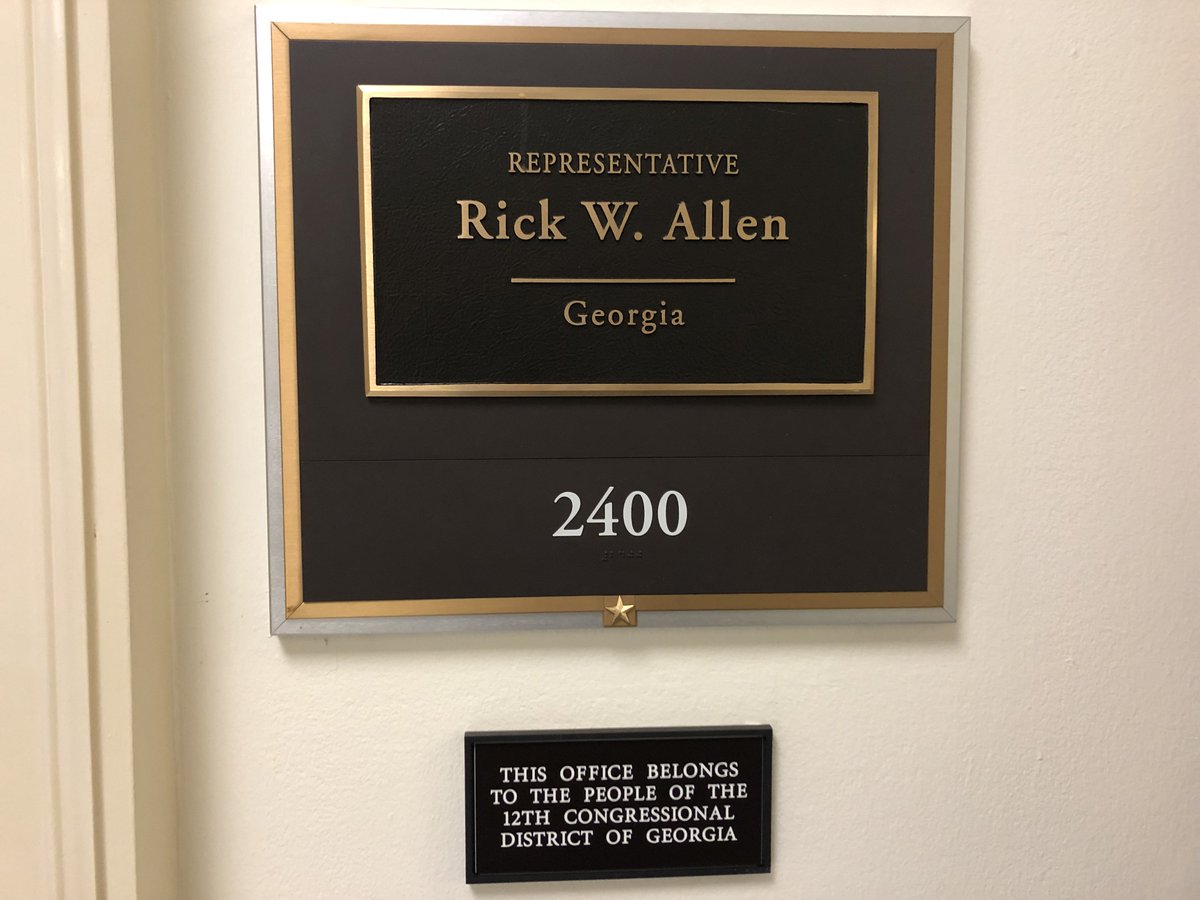 REPRESENTATIVE
Rick W. Allen
Georgia
2400
THIS OFFICE BELONGS
TO THE PEOPLE OF THE
12TH CONGRESSIONAL
DISTRICT OF GEORGIA